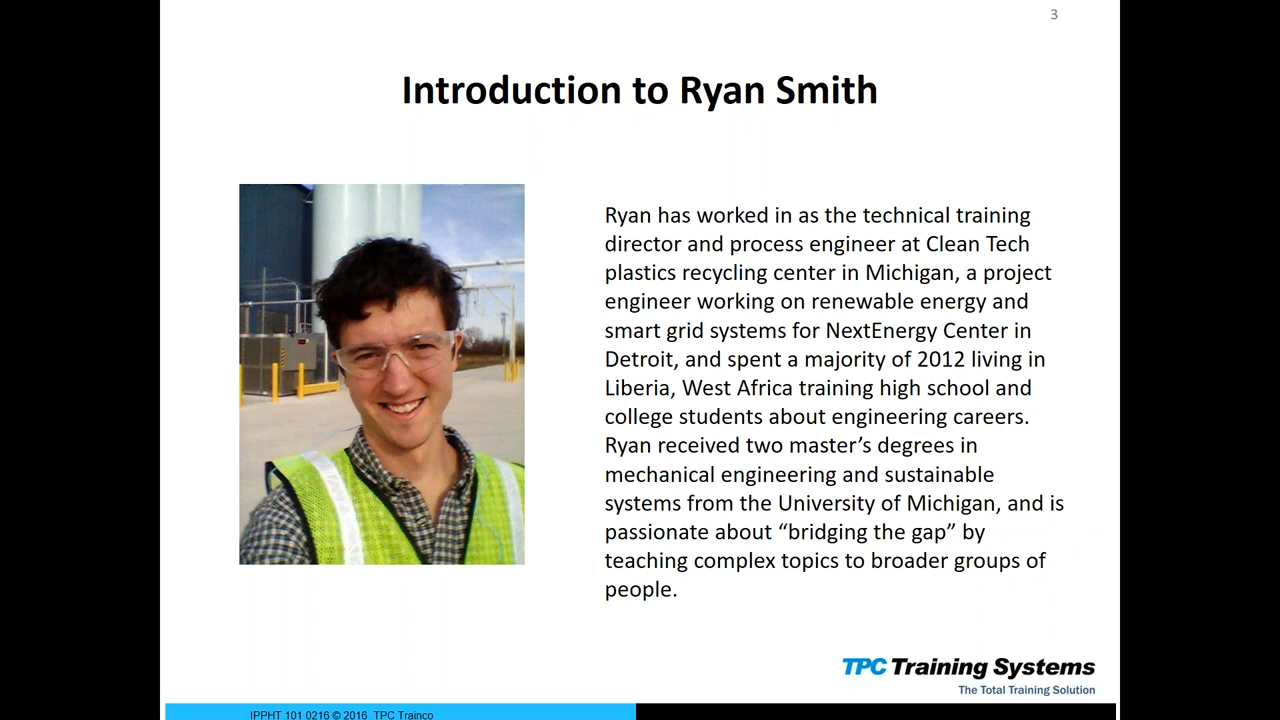 3
Introduction to Ryan Smith
Ryan has worked in as the technical training
director and process engineer at Clean Tech
plastics recycling center in Michigan, a project
engineer working on renewable energy and
smart grid systems for NextEnergy Center in
Detroit, and spent a majority of 2012 living in
Liberia, West Africa training high school and
college students about engineering careers.
Ryan received two master’s degrees in
mechanical engineering and sustainable
systems from the University of Michigan, and is
passionate about “bridging the gap” by
teaching complex topics to broader groups of
people.
TPC Training Systems
The Total Training Solution
IPPHT 101 0216 © 2016 TPC Trainco